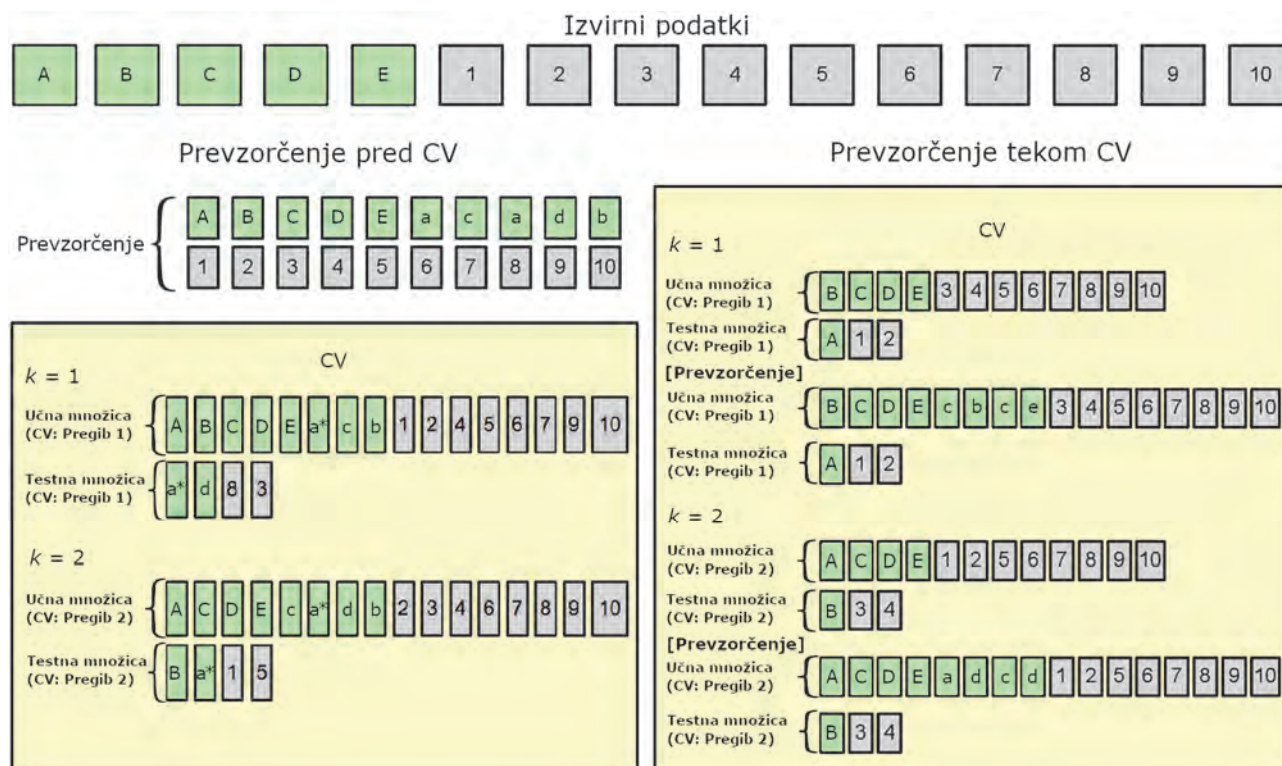 Izvirni podatki
A B C D E 1 2 3 4 5 6 7 8 9 10
Prevzorčenje pred CV
Prevzorčenje
A B C D E a c a d b
1 2 3 4 5 6 7 8 9 10
CV
k = 1
Učna množica
(CV: Pregib 1)
A B C D E a* c b 1 2 4 5 6 7 9 10
Testna množica
(CV: Pregib 1)
a* d 8 3
k = 2
Učna množica
(CV: Pregib 2)
A C D E c a* d b 2 3 4 6 7 8 9 10
Testna množica
(CV: Pregib 2)
B a* 1 5
Prevzorčenje tekom CV
CV
k = 1
Učna množica
(CV: Pregib 1)
B C D E 3 4 5 6 7 8 9 10
Testna množica
(CV: Pregib 1)
A 1 2
[Prevzorčenje]
Učna množica
(CV: Pregib 1)
B C D E c b c e 3 4 5 6 7 8 9 10
Testna množica
(CV: Pregib 1)
A 1 2
k = 2
Učna množica
(CV: Pregib 2)
A C D E 1 2 5 6 7 8 9 10
Testna množica
(CV: Pregib 2)
B 3 4
[Prevzorčenje]
Učna množica
(CV: Pregib 2)
A C D E a d c d 1 2 5 6 7 8 9 10
Testna množica
(CV: Pregib 2)
B 3 4